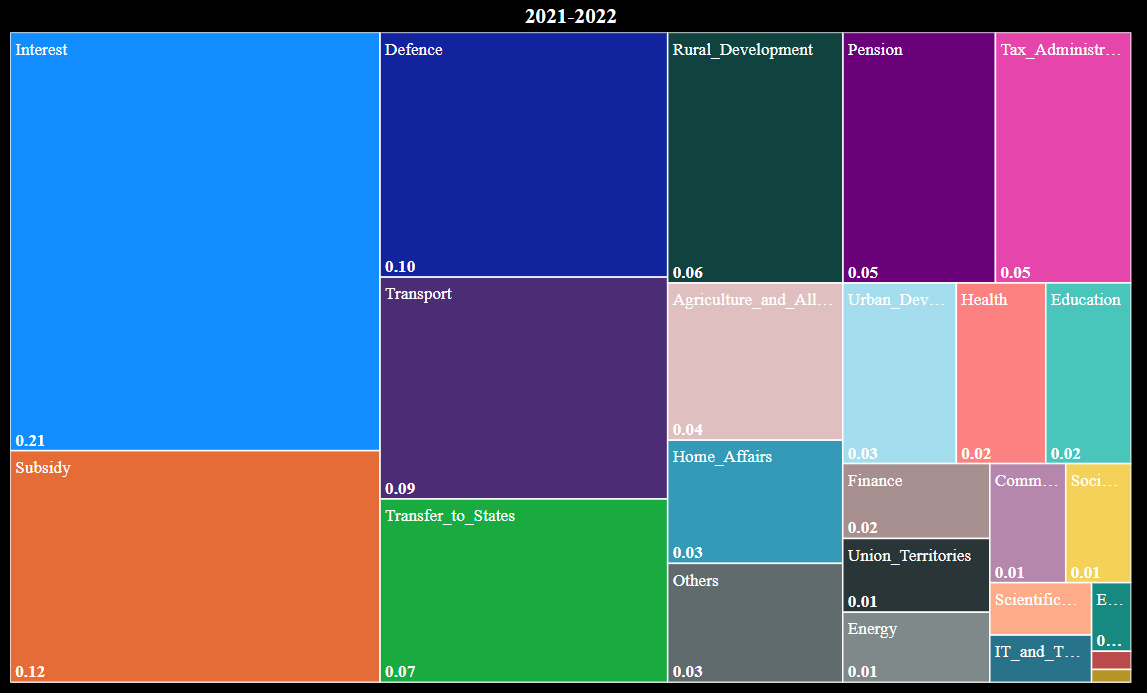 2021-2022
Interest
0.21
Subsidy
0.12
Defence
0.10
Transport
0.09
Transfer_to_States
0.07
Rural_Development
0.06
Agriculture_and_All…
0.04
Home_Affairs
0.03
Others
0.03
Pension
0.05
Tax_Administr…
0.05
Urban_Dev…
0.03
Health
0.02
Education
0.02
Finance
0.02
Union_Territories
0.01
Energy
0.01
Comm…
0.01
Soci…
0.01
Scientific…
IT_and_T…
E…
0…